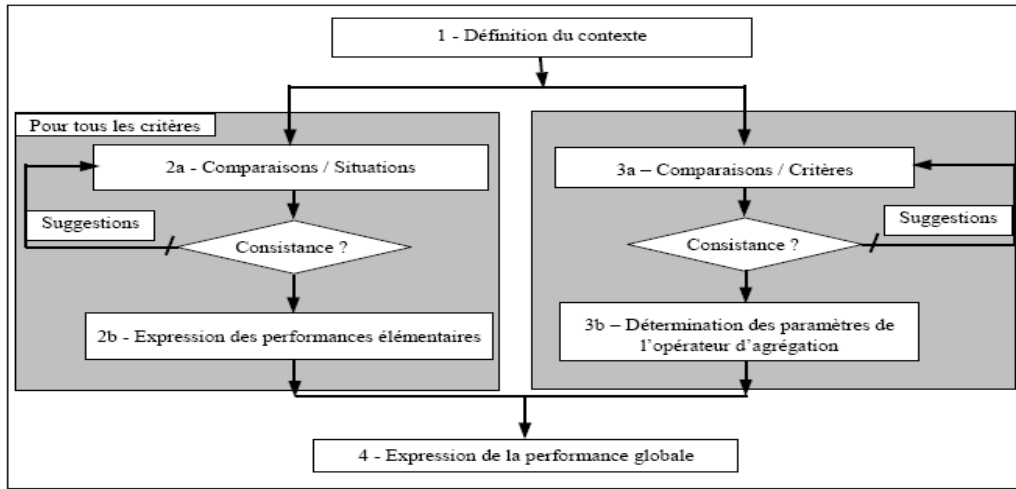 1 - Définition du contexte
Pour tous les critères
2a - Comparaisons / Situations
Suggestions
Consistance ?
2b - Expression des performances élémentaires
3a – Comparaisons / Critères
Suggestions
Consistance ?
3b – Détermination des paramètres de
l’opérateur d’agrégation
4 - Expression de la performance globale